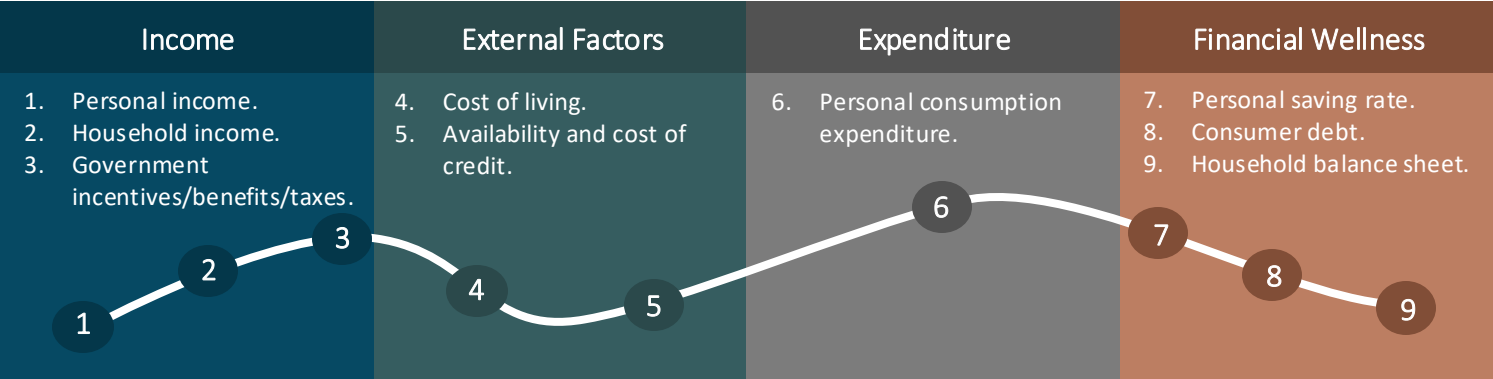 Income
1. Personal income.
2. Household income.
3. Government
incentives/benefits/taxes.
External Factors
4. Cost of living.
5. Availability and cost of
credit.
Expenditure
6. Personal consumption
expenditure.
Financial Wellness
7. Personal saving rate.
8. Consumer debt.
9. Household balance sheet.
1
2
3
4
5
6
7
8
9